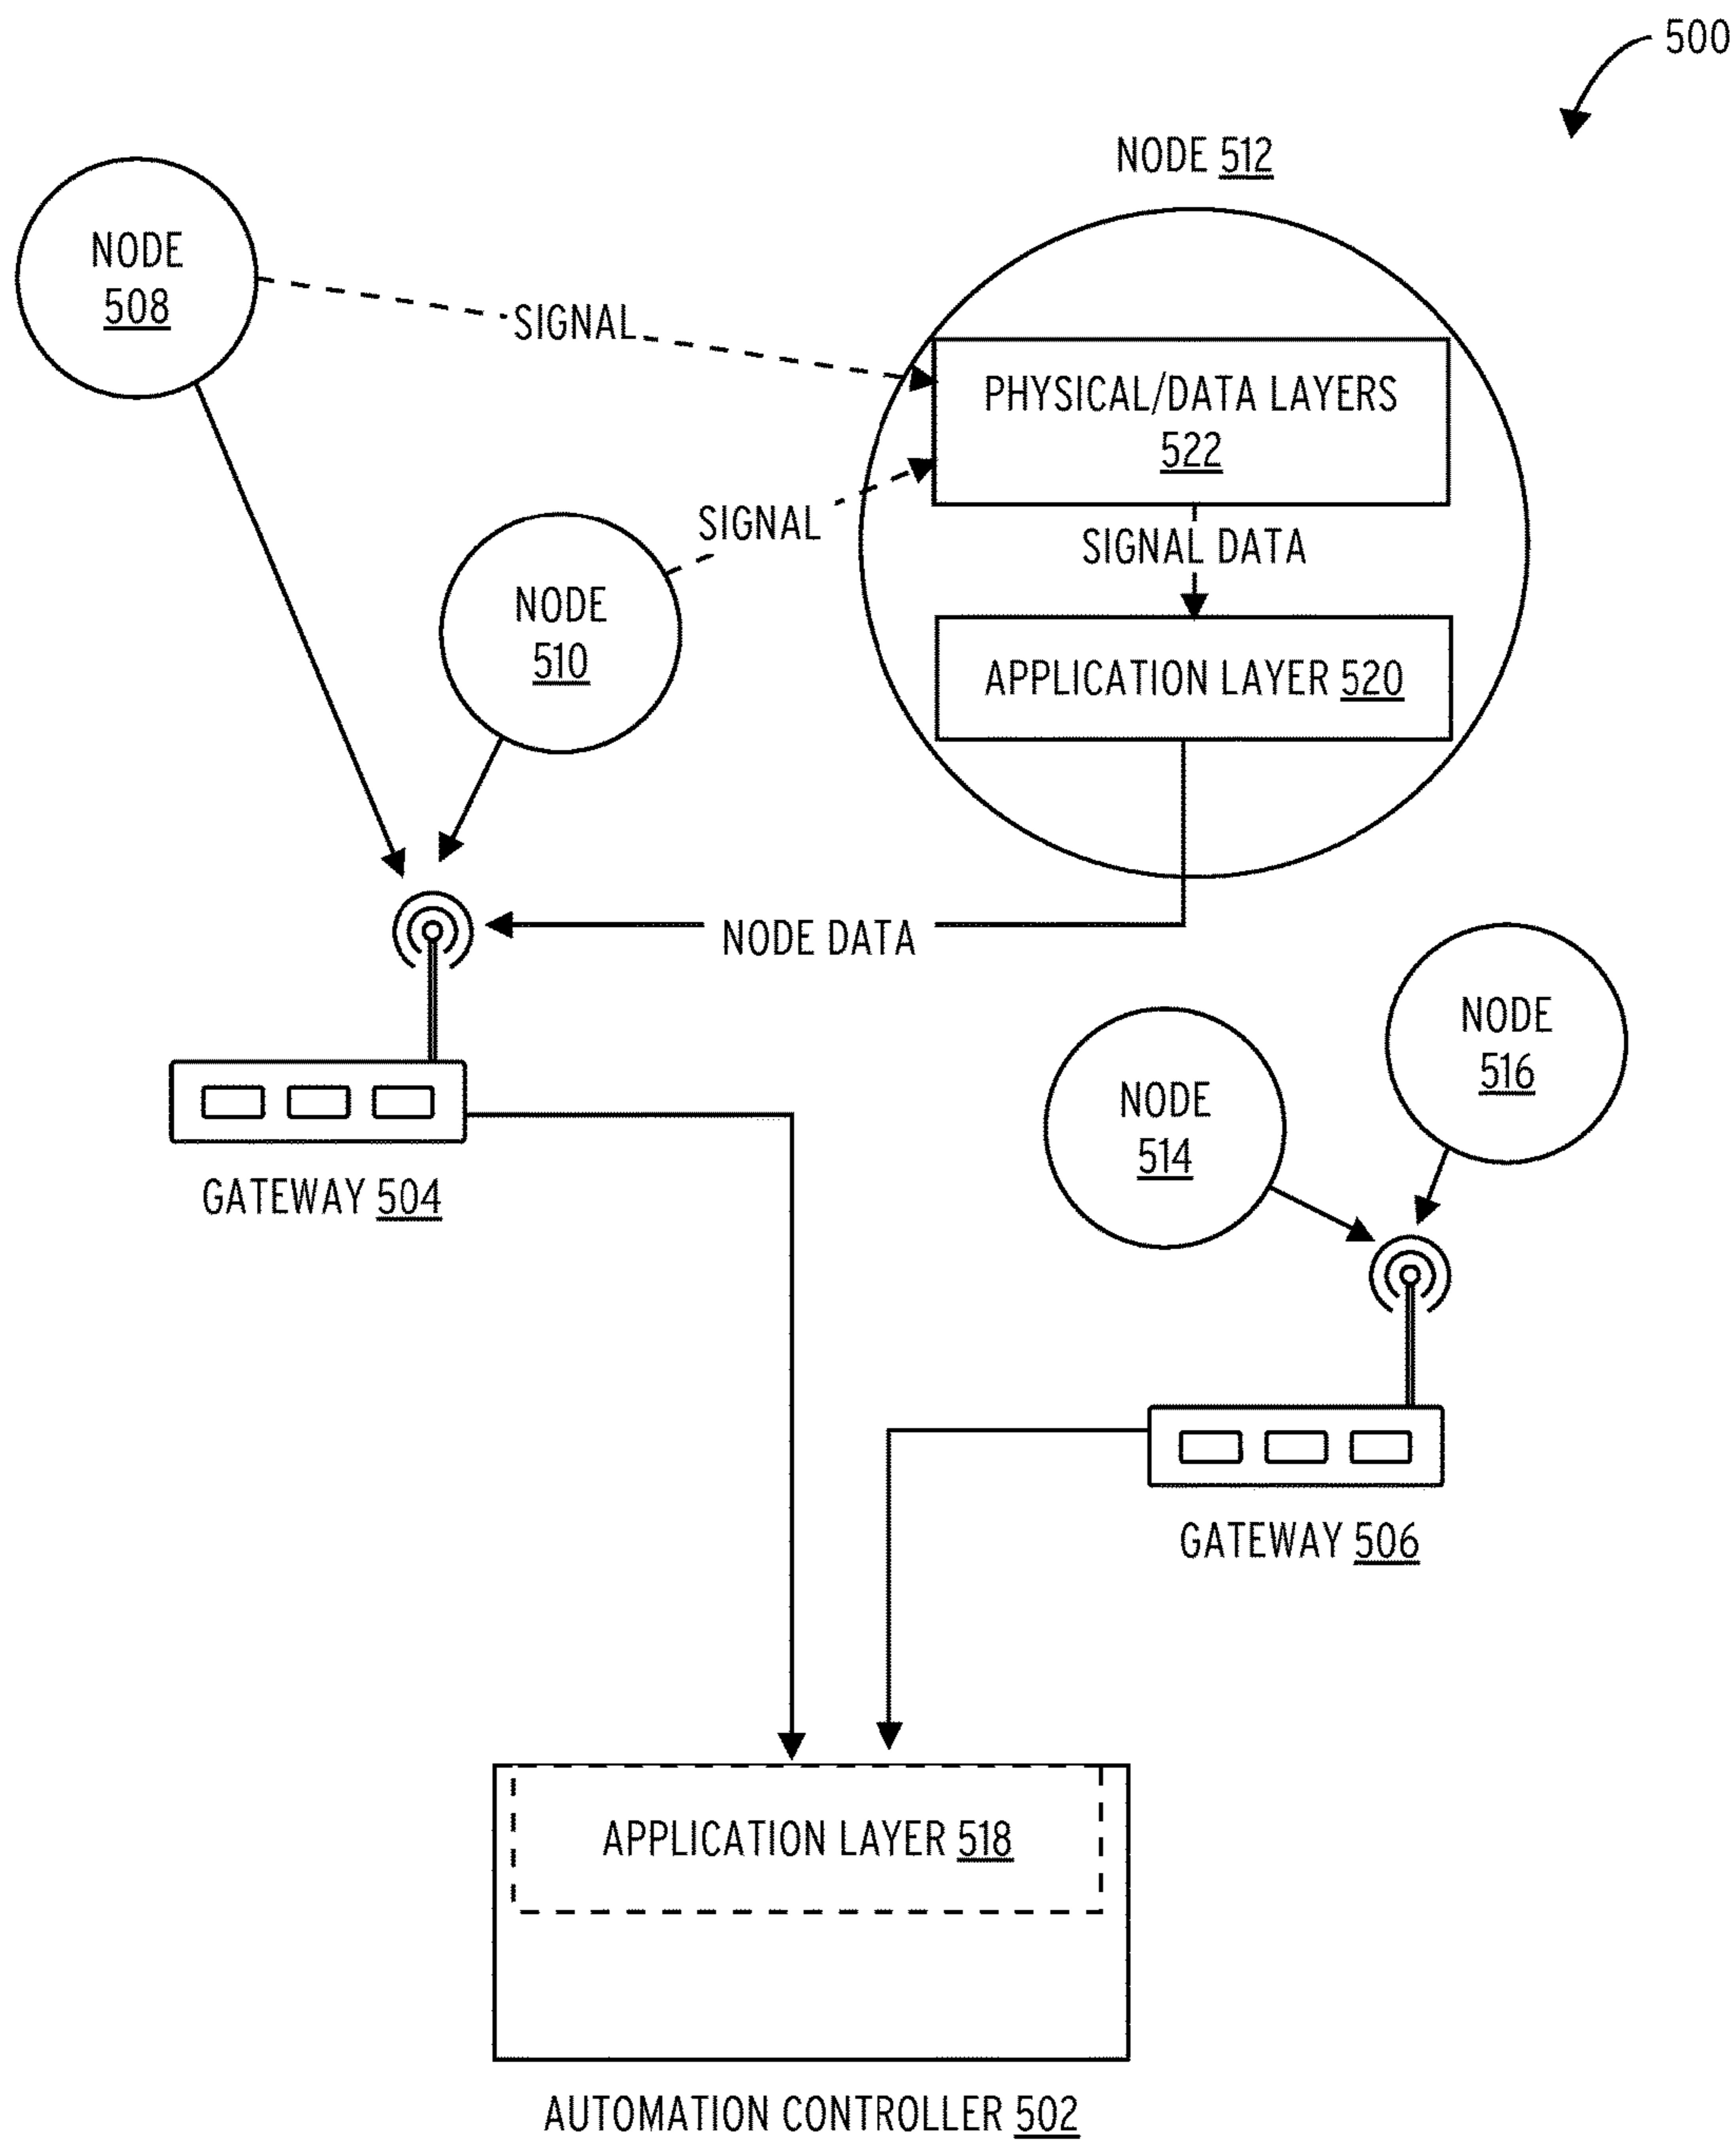 500
NODE 512
NODE
508
SIGNAL
PHYSICAL/DATA LAYERS
522
SIGNAL
SIGNAL DATA
NODE
510
APPLICATION LAYER 520
NODE DATA
NODE
516
NODE
514
GATEWAY 504
GATEWAY 506
APPLICATION LAYER 518
AUTOMATION CONTROLLER 502